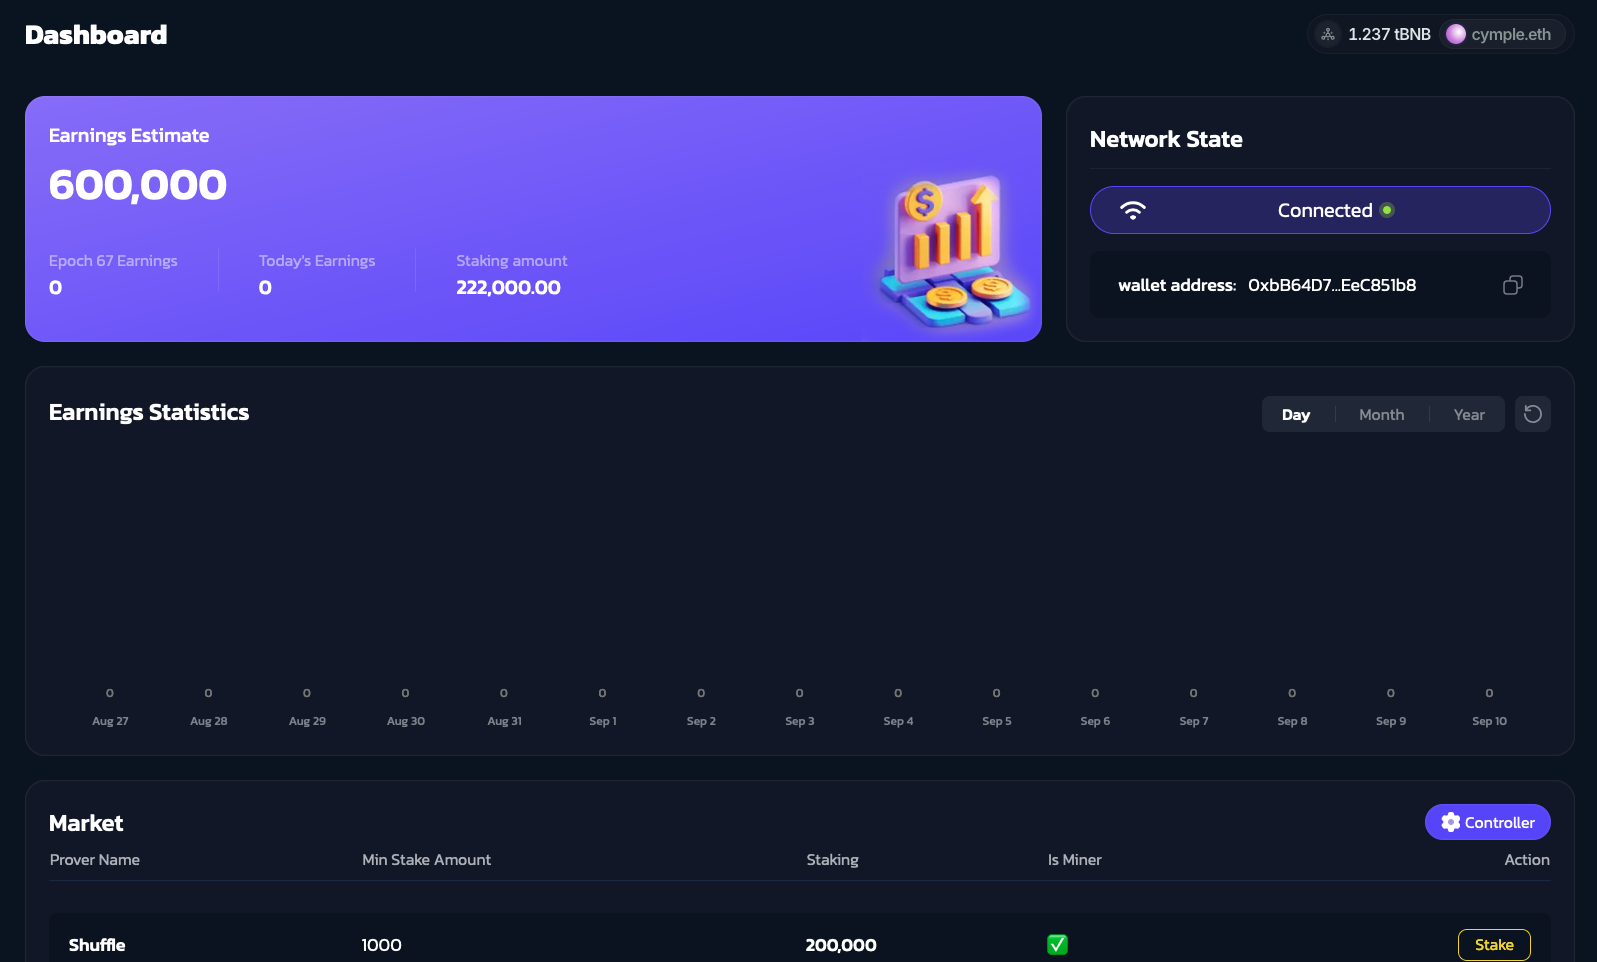 Dashboard
1.237 tBNB cymple.eth
Earnings Estimate
600,000
Epoch 67 Earnings Today's Earnings Staking amount
0 0 222,000.00
Network State
Connected
wallet address: 0xbB64D7...EeC851b8
Earnings Statistics
Day Month Year
0 0 0 0 0 0 0 0 0 0 0 0 0 0 0
Aug 27 Aug 28 Aug 29 Aug 30 Aug 31 Sep 1 Sep 2 Sep 3 Sep 4 Sep 5 Sep 6 Sep 7 Sep 8 Sep 9 Sep 10
Market
Controller
Prover Name Min Stake Amount Staking Is Miner Action
Shuffle 1000 200,000 ✅ Stake